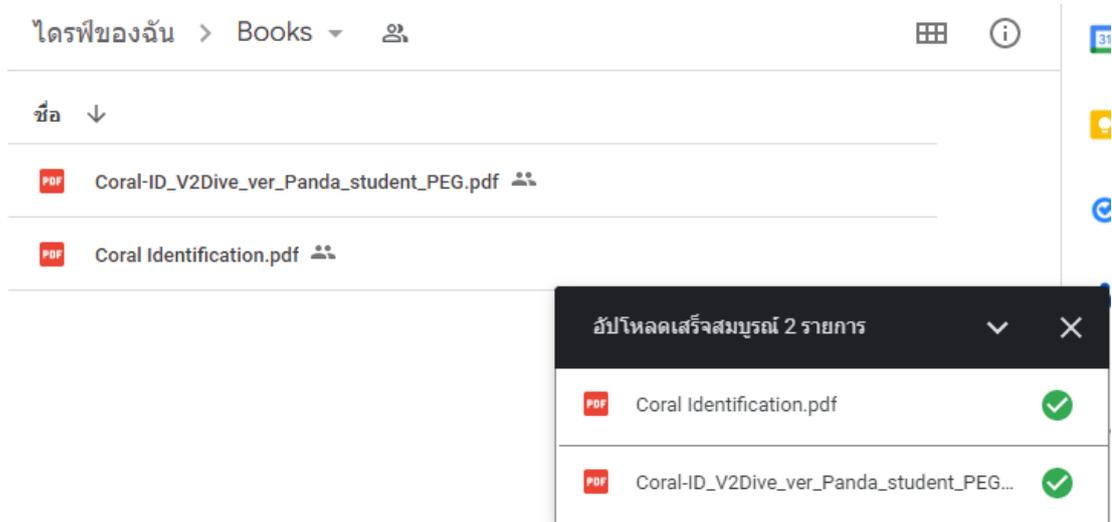 ไดรฟ์ของฉัน > Books
31
ชื่อ
PDF Coral-ID_V2Dive_ver_Panda_student_PEG.pdf
PDF Coral Identification.pdf
อัปโหลดเสร็จสมบูรณ์ 2 รายการ
PDF Coral Identification.pdf
PDF Coral-ID_V2Dive_ver_Panda_student_PEG...